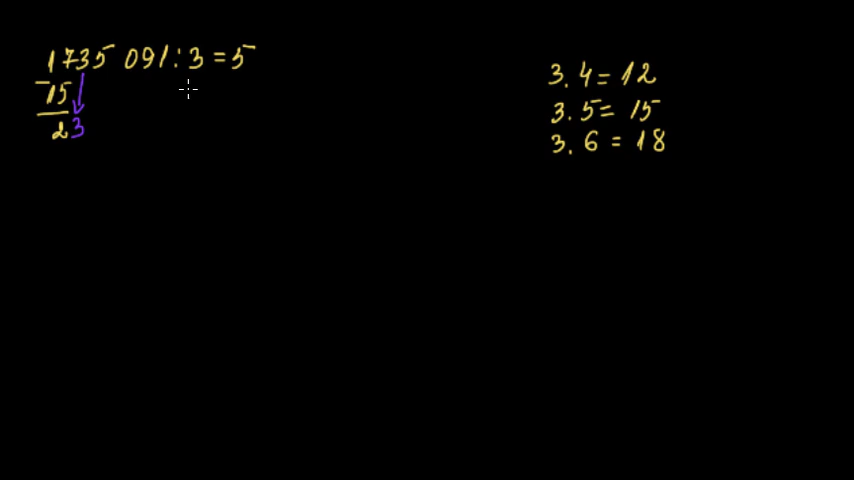 1735 091 : 3 = 5
- 15
23
3 . 4 = 12
3 . 5 = 15
3 . 6 = 18